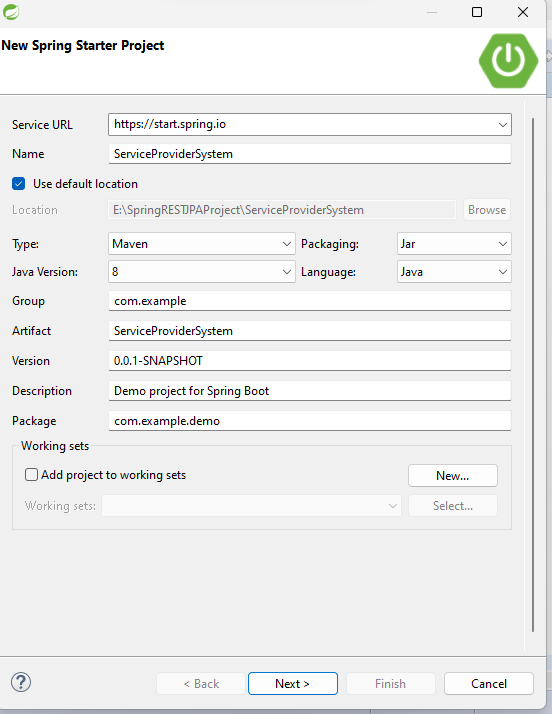 New Spring Starter Project
Service URL https://start.spring.io
Name ServiceProviderSystem
Use default location
Location E:\SpringRESTJPAProject\ServiceProviderSystem Browse
Type: Maven Packaging: Jar
Java Version: 8 Language: Java
Group com.example
Artifact ServiceProviderSystem
Version 0.0.1-SNAPSHOT
Description Demo project for Spring Boot
Package com.example.demo
Working sets
Add project to working sets New...
Working sets: Select...
? < Back Next > Finish Cancel